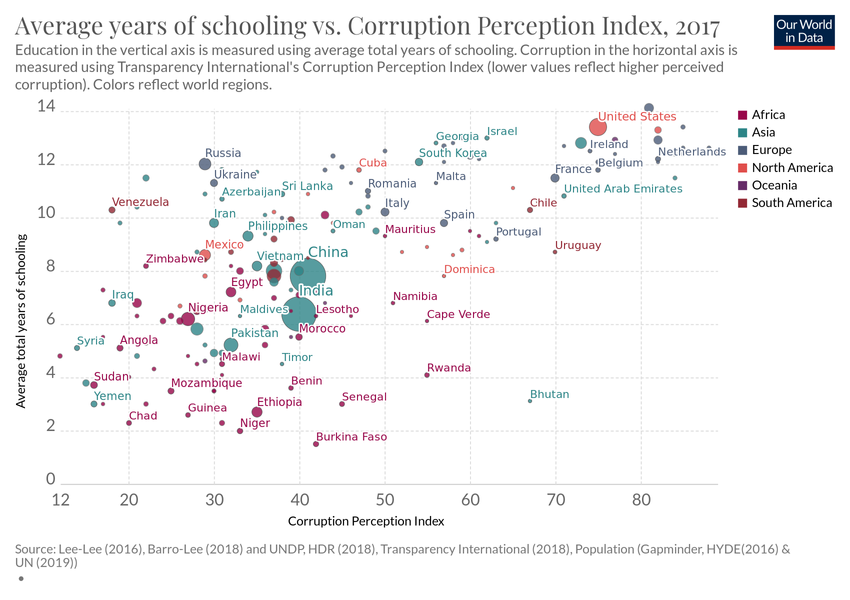 Average years of schooling vs. Corruption Perception Index, 2017
Our World
in Data
Education in the vertical axis is measured using average total years of schooling. Corruption in the horizontal axis is
measured using Transparency International's Corruption Perception Index (lower values reflect higher perceived
corruption). Colors reflect world regions.
14
12
10
8
6
4
2
0
Average total years of schooling
United States
Georgia
Israel
Ireland
Netherlands
Russia
South Korea
Belgium
Cuba
France
Ukraine
Malta
Romania
Sri Lanka
Azerbaijan
United Arab Emirates
Venezuela
Italy
Chile
Iran
Spain
Philippines
Oman
Mauritius
Portugal
Mexico
Uruguay
Zimbabwe
Vietnam
China
Dominica
Egypt
India
Iraq
Namibia
Nigeria
Maldives
Lesotho
Cape Verde
Morocco
Pakistan
Syria
Angola
Malawi
Timor
Rwanda
Sudan
Mozambique
Benin
Yemen
Senegal
Bhutan
Guinea
Ethiopia
Chad
Niger
Burkina Faso
12
20
30
40
50
60
70
80
Corruption Perception Index
Africa
Asia
Europe
North America
Oceania
South America
Source: Lee-Lee (2016), Barro-Lee (2018) and UNDP, HDR (2018), Transparency International (2018), Population (Gapminder, HYDE(2016) &
UN (2019))